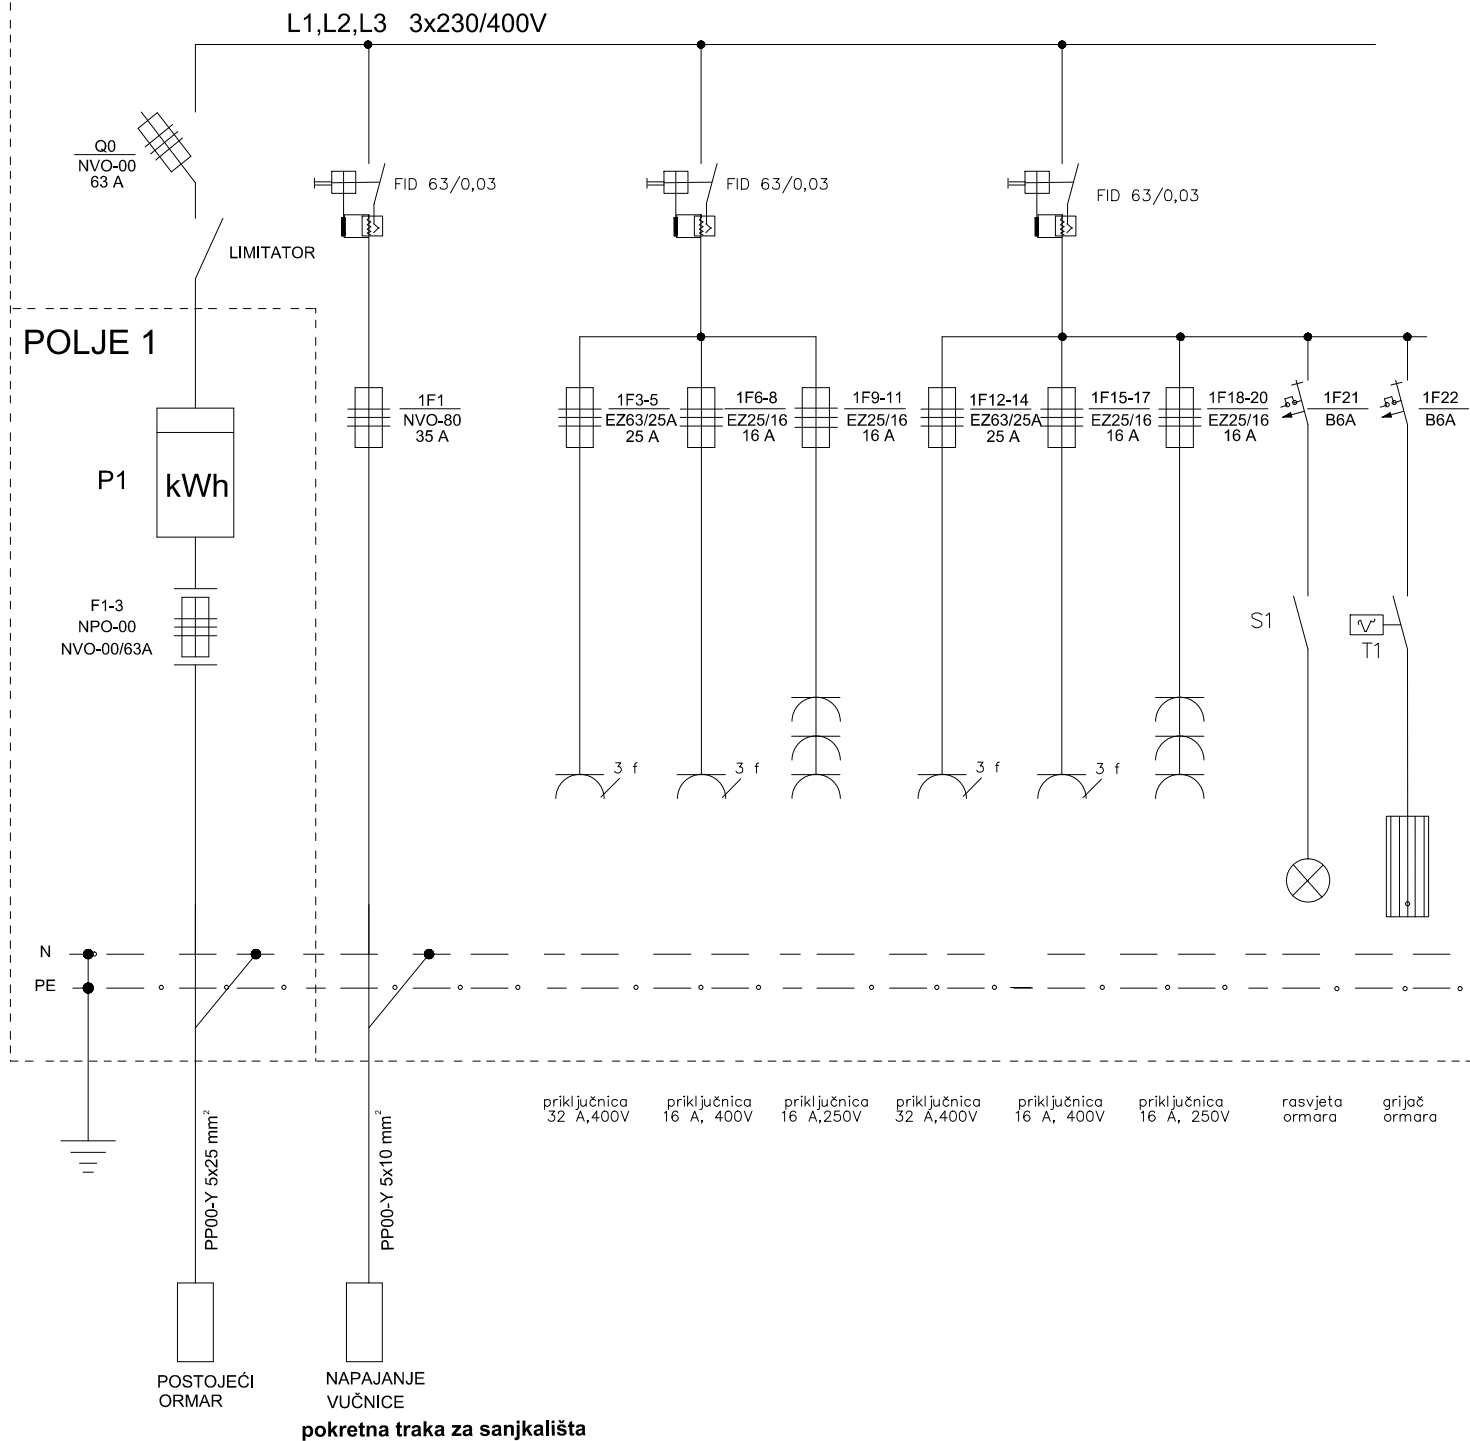 L1,L2,L3 3x230/400V
Q0
NVO-00
63 A
LIMITATOR
FID 63/0,03
FID 63/0,03
FID 63/0,03
POLJE 1
P1
kWh
F1-3
NPO-00
NVO-00/63A
1F1
NVO-80
35 A
1F3-5
EZ63/25A
25 A
1F6-8
EZ25/16
16 A
1F9-11
EZ25/16
16 A
1F12-14
EZ63/25A
25 A
1F15-17
EZ25/16
16 A
1F18-20
EZ25/16
16 A
1F21
B6A
1F22
B6A
S1
T1
3 f
3 f
3 f
3 f
N
PE
PP00-Y 5x25 mm²
PP00-Y 5x10 mm²
priključnica
32 A,400V
priključnica
16 A, 400V
priključnica
16 A,250V
priključnica
32 A,400V
priključnica
16 A, 400V
priključnica
16 A, 250V
rasvjeta
ormara
grijač
ormara
POSTOJEĆI
ORMAR
NAPAJANJE
VUČNICE
pokretna traka za sanjkališta